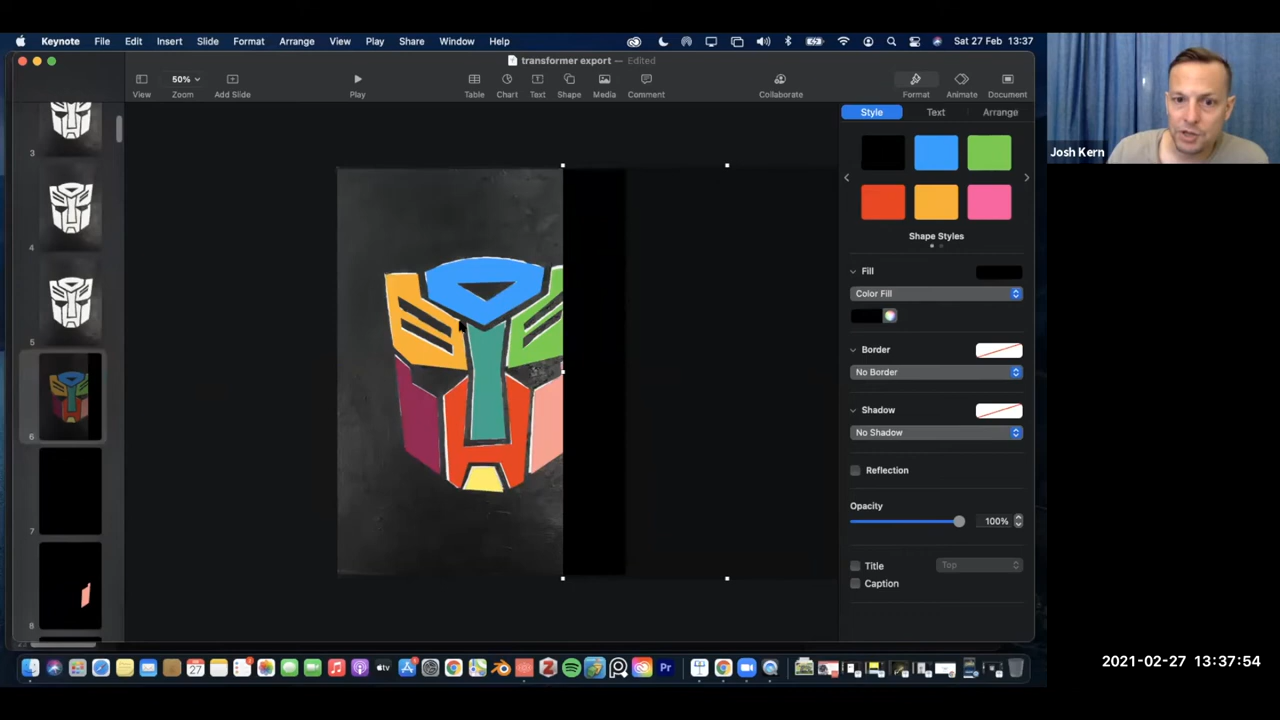 Keynote File Edit Insert Slide Format Arrange View Play Share Window Help Sat 27 Feb 13:37
transformer export — Edited
50%
View Zoom Add Slide Play Table Chart Text Shape Media Comment Collaborate Format Animate Document
Style Text Arrange
Shape Styles
Fill
Color Fill
Border
No Border
Shadow
No Shadow
Reflection
Opacity
100%
Title Top
Caption
3
4
5
6
7
8
27
Pr
Josh Kern
2021-02-27 13:37:54